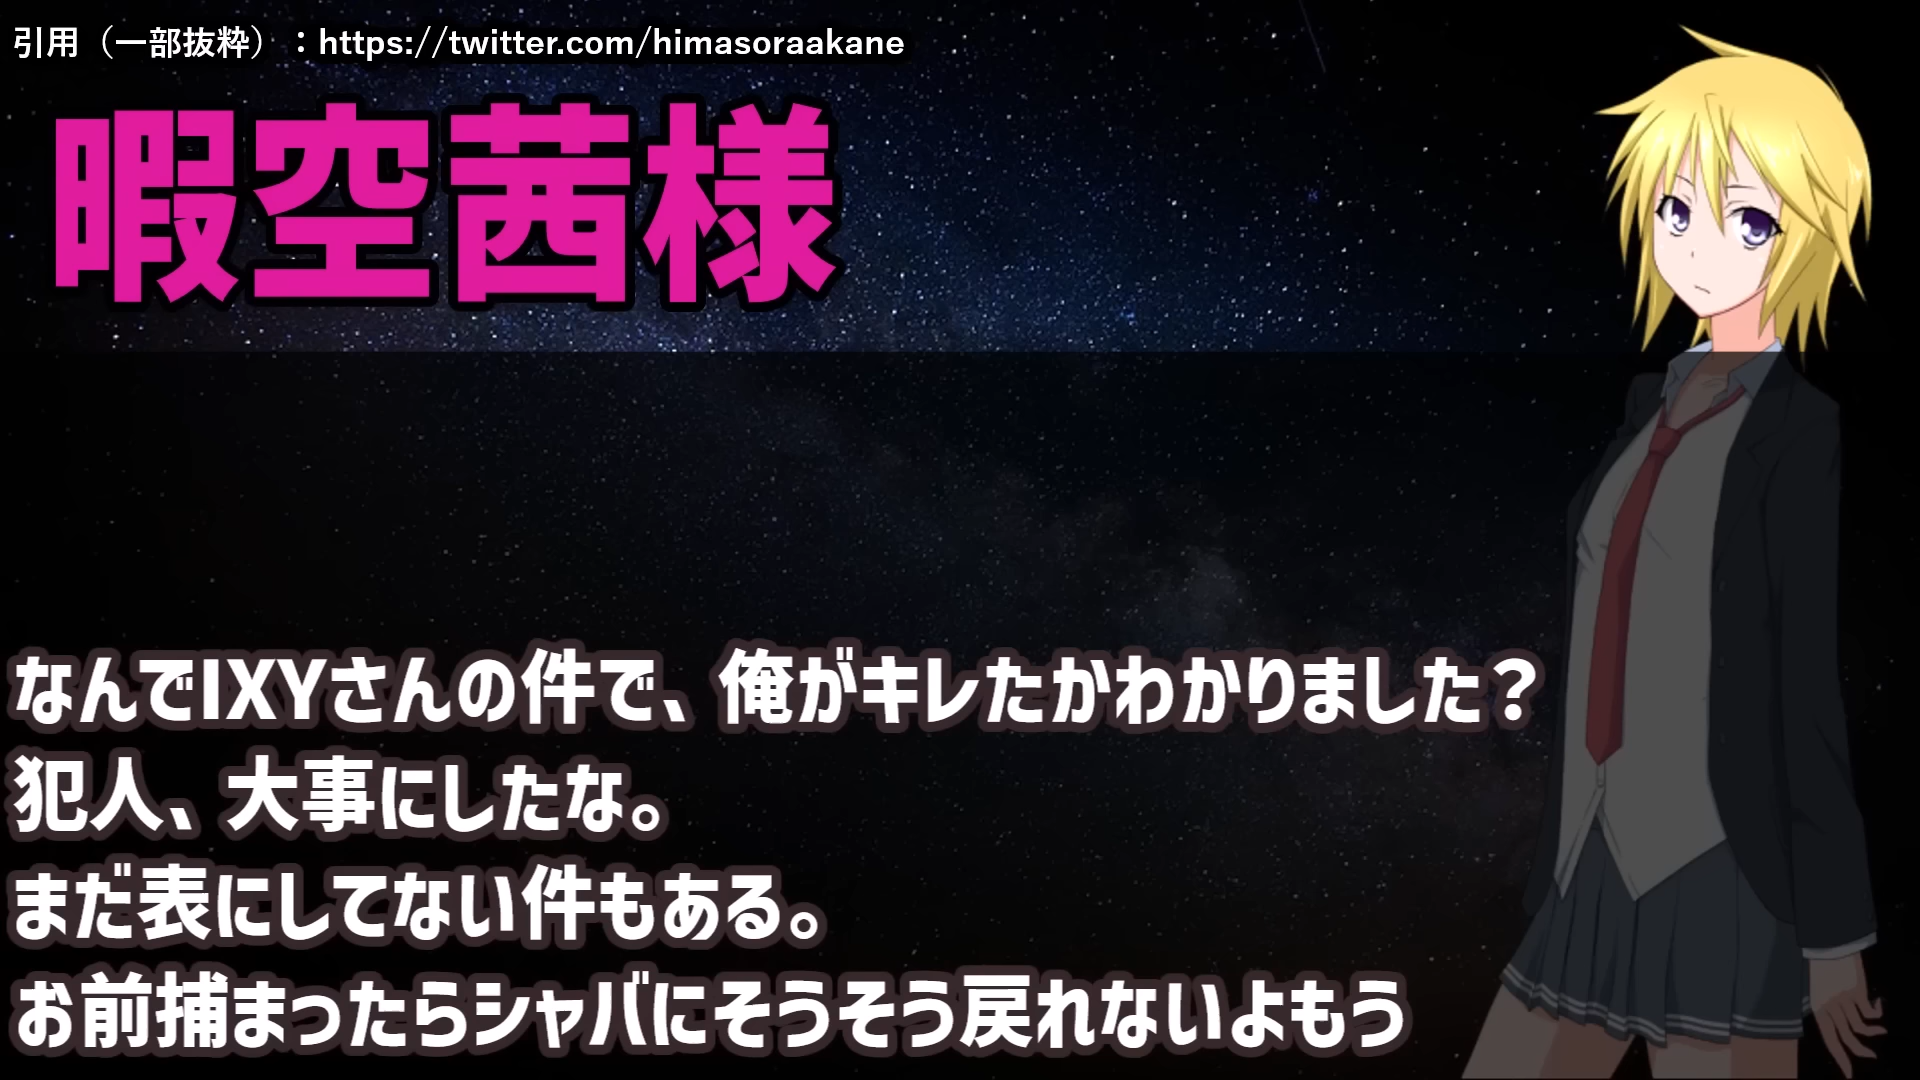 引用（一部抜粋）：https://twitter.com/himasoraakane
暇空茜様
なんでIXYさんの件で、俺がキレたかわかりました？
犯人、大事にしたな。
まだ表にしてない件もある。
お前捕まったらシャバにそうそう戻れないよもう